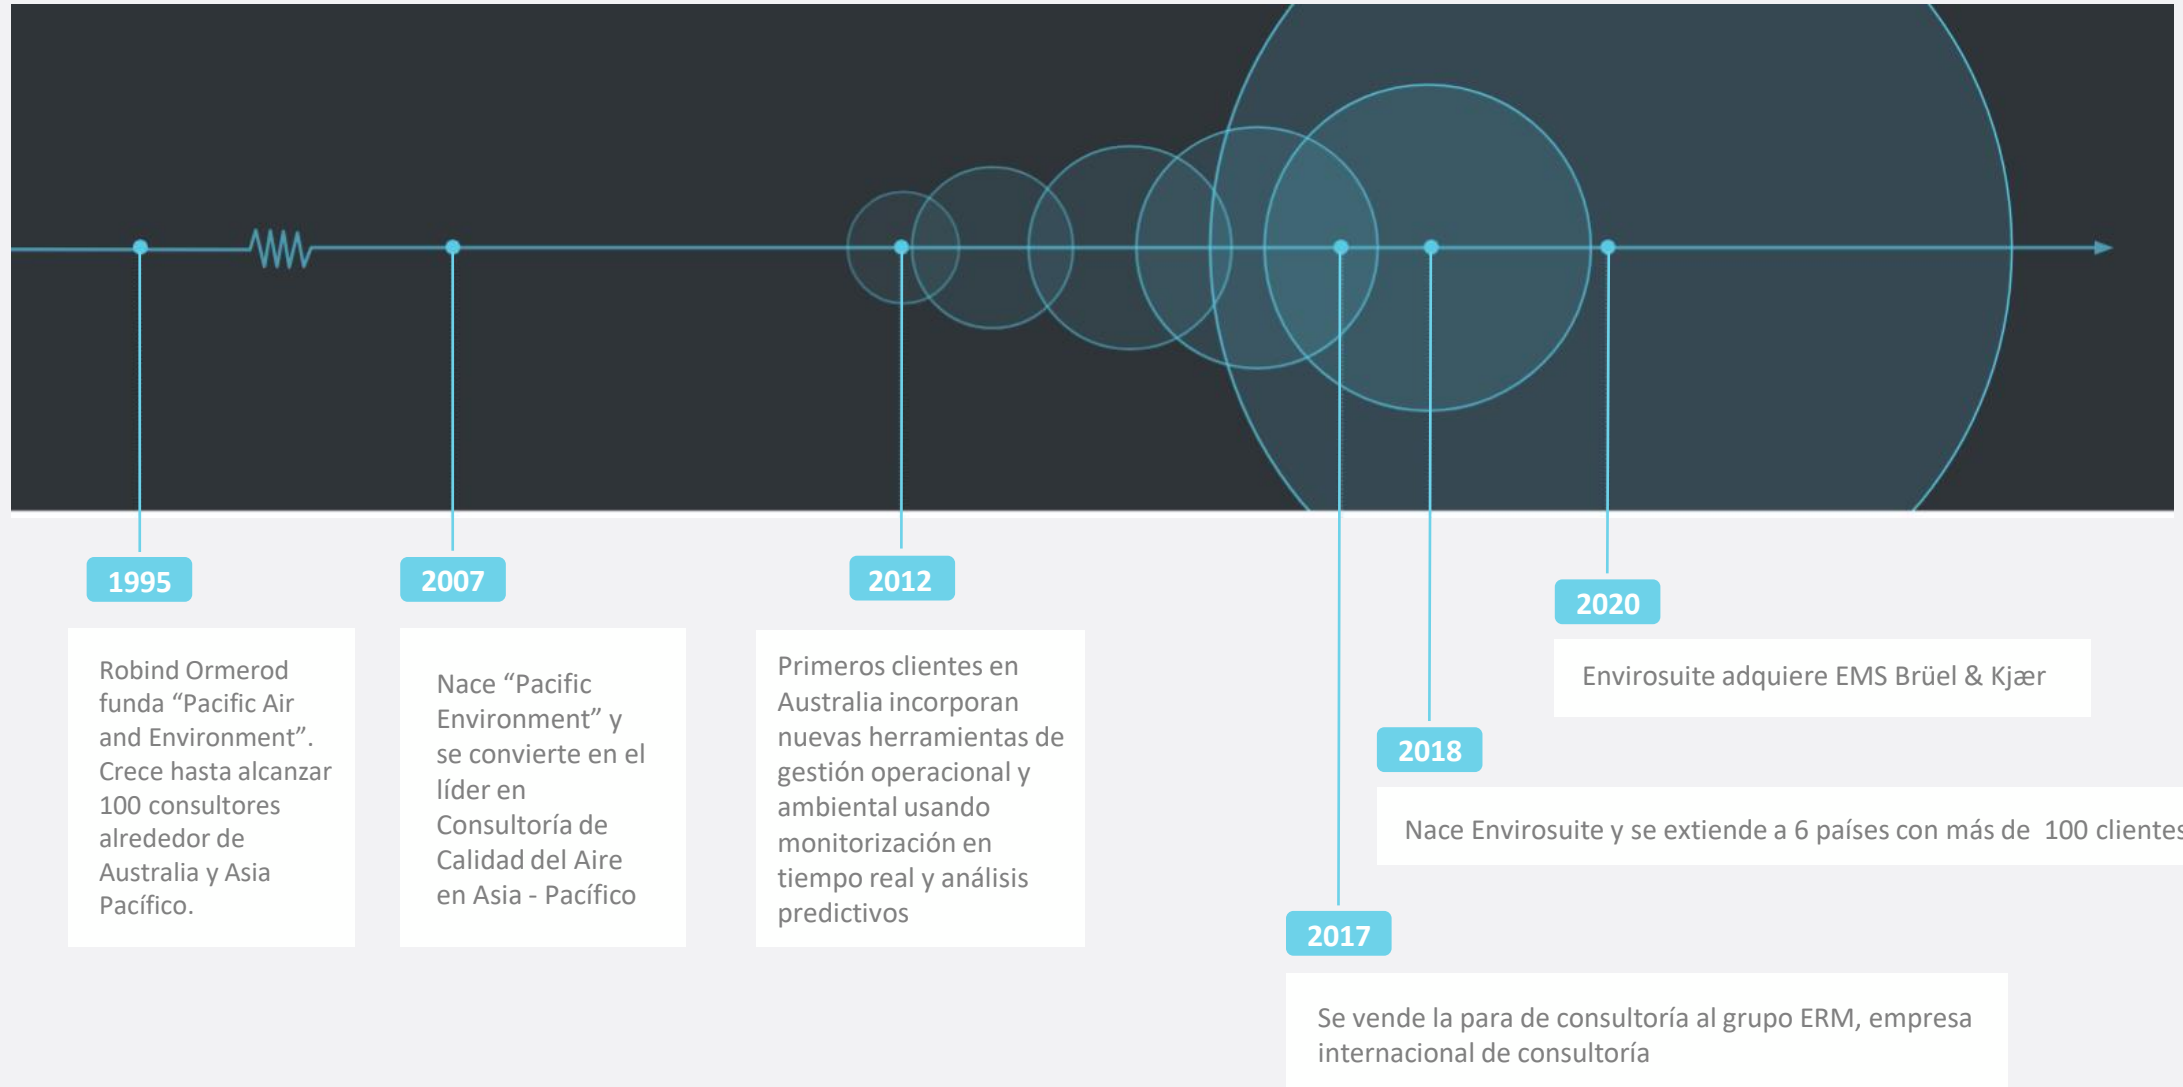 1995
Robind Ormerod
funda “Pacific Air
and Environment”.
Crece hasta alcanzar
100 consultores
alrededor de
Australia y Asia
Pacífico.
2007
Nace “Pacific
Environment” y
se convierte en el
líder en
Consultoría de
Calidad del Aire
en Asia - Pacífico
2012
Primeros clientes en
Australia incorporan
nuevas herramientas de
gestión operacional y
ambiental usando
monitorización en
tiempo real y análisis
predictivos
2017
Se vende la para de consultoría al grupo ERM, empresa
internacional de consultoría
2018
Nace Envirosuite y se extiende a 6 países con más de  100 clientes
2020
Envirosuite adquiere EMS Brüel & Kjær